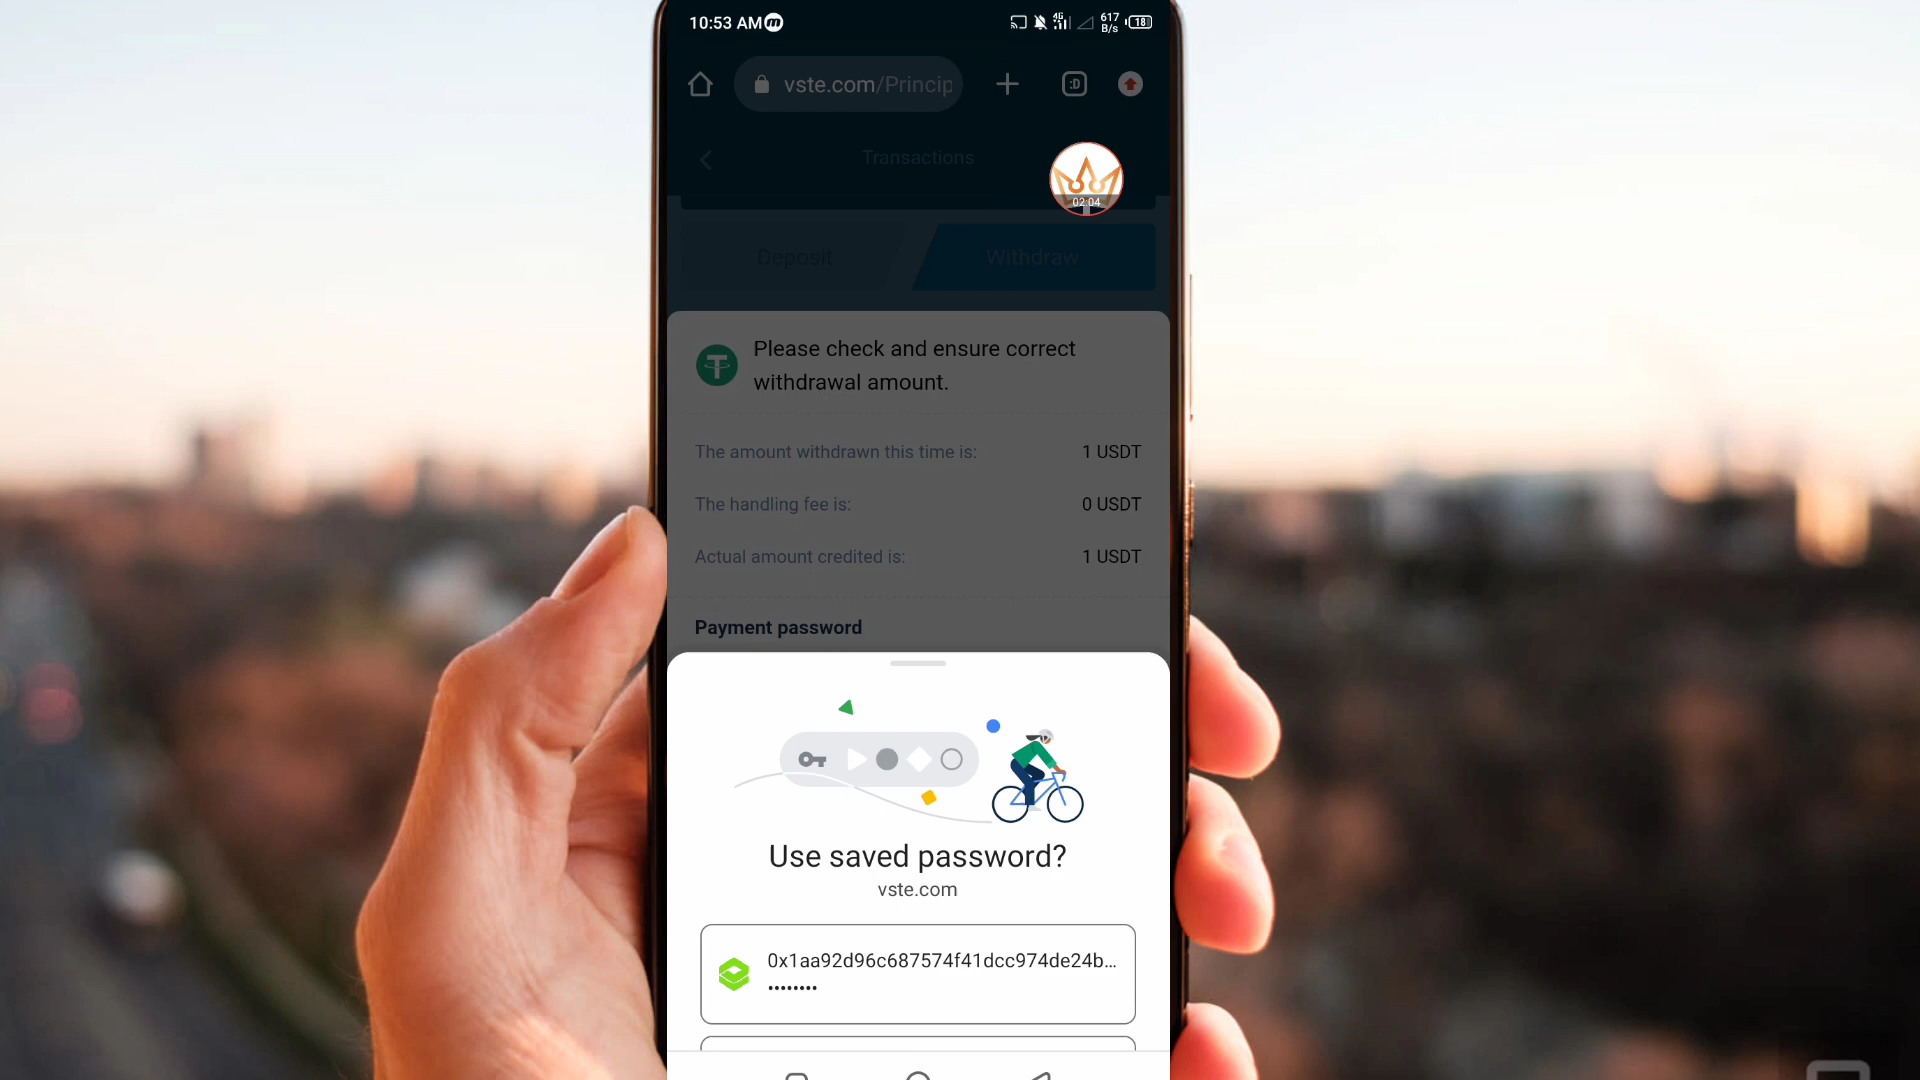 10:53 AM
4G
617
B/s
18
vste.com/Princip
:D
Transactions
02:04
Deposit
Withdraw
Please check and ensure correct
withdrawal amount.
The amount withdrawn this time is: 1 USDT
The handling fee is: 0 USDT
Actual amount credited is: 1 USDT
Payment password
Use saved password?
vste.com
0x1aa92d96c687574f41dcc974de24b...
••••••••